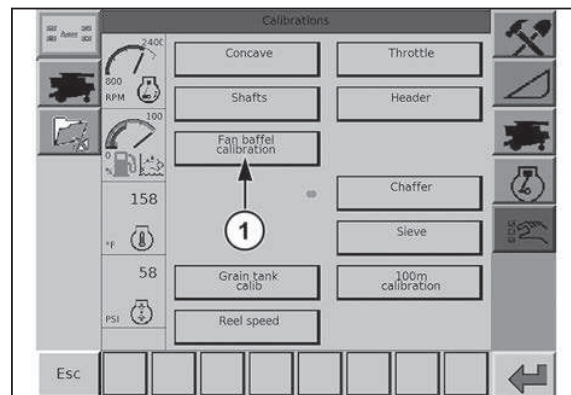 Calibrations
2400
800
RPM
100
0
%
158
°F
58
PSI
Concave
Throttle
Shafts
Header
Fan baffel
calibration
1
Chaffer
Sieve
Grain tank
calib
100m
calibration
Reel speed
Esc